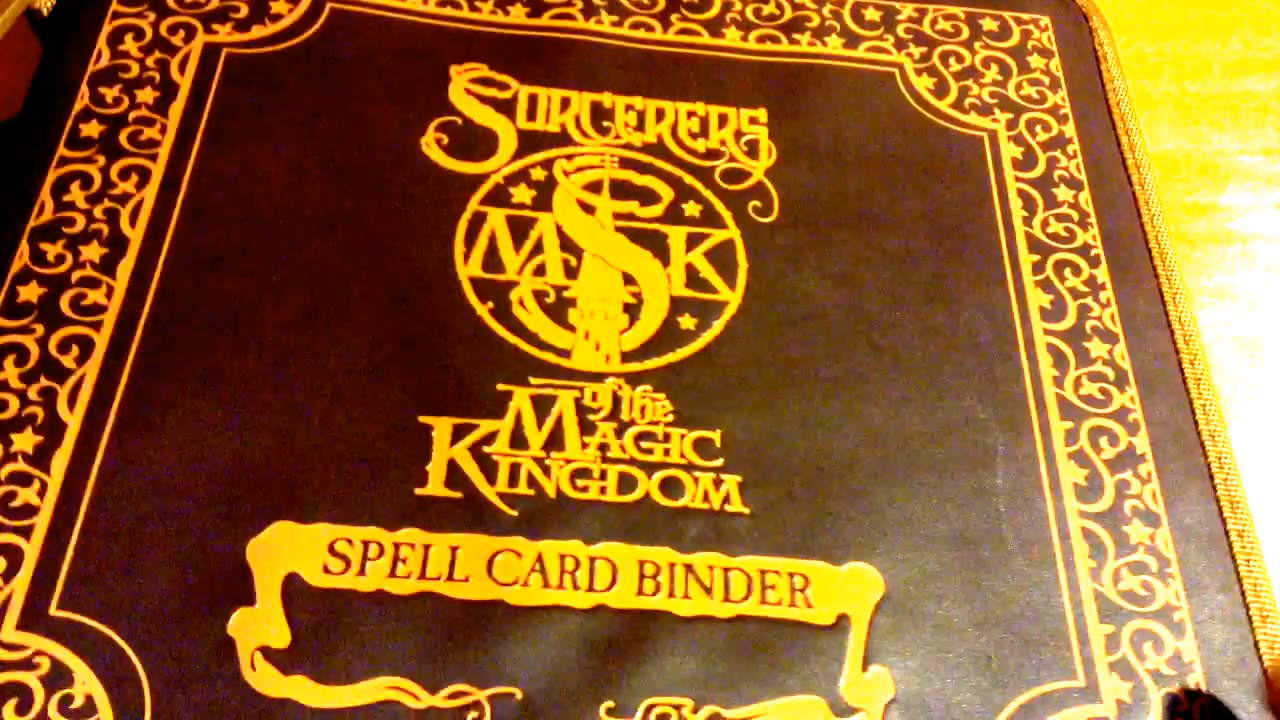 SORCERERS
MSK
of the
MAGIC
KINGDOM
SPELL CARD BINDER